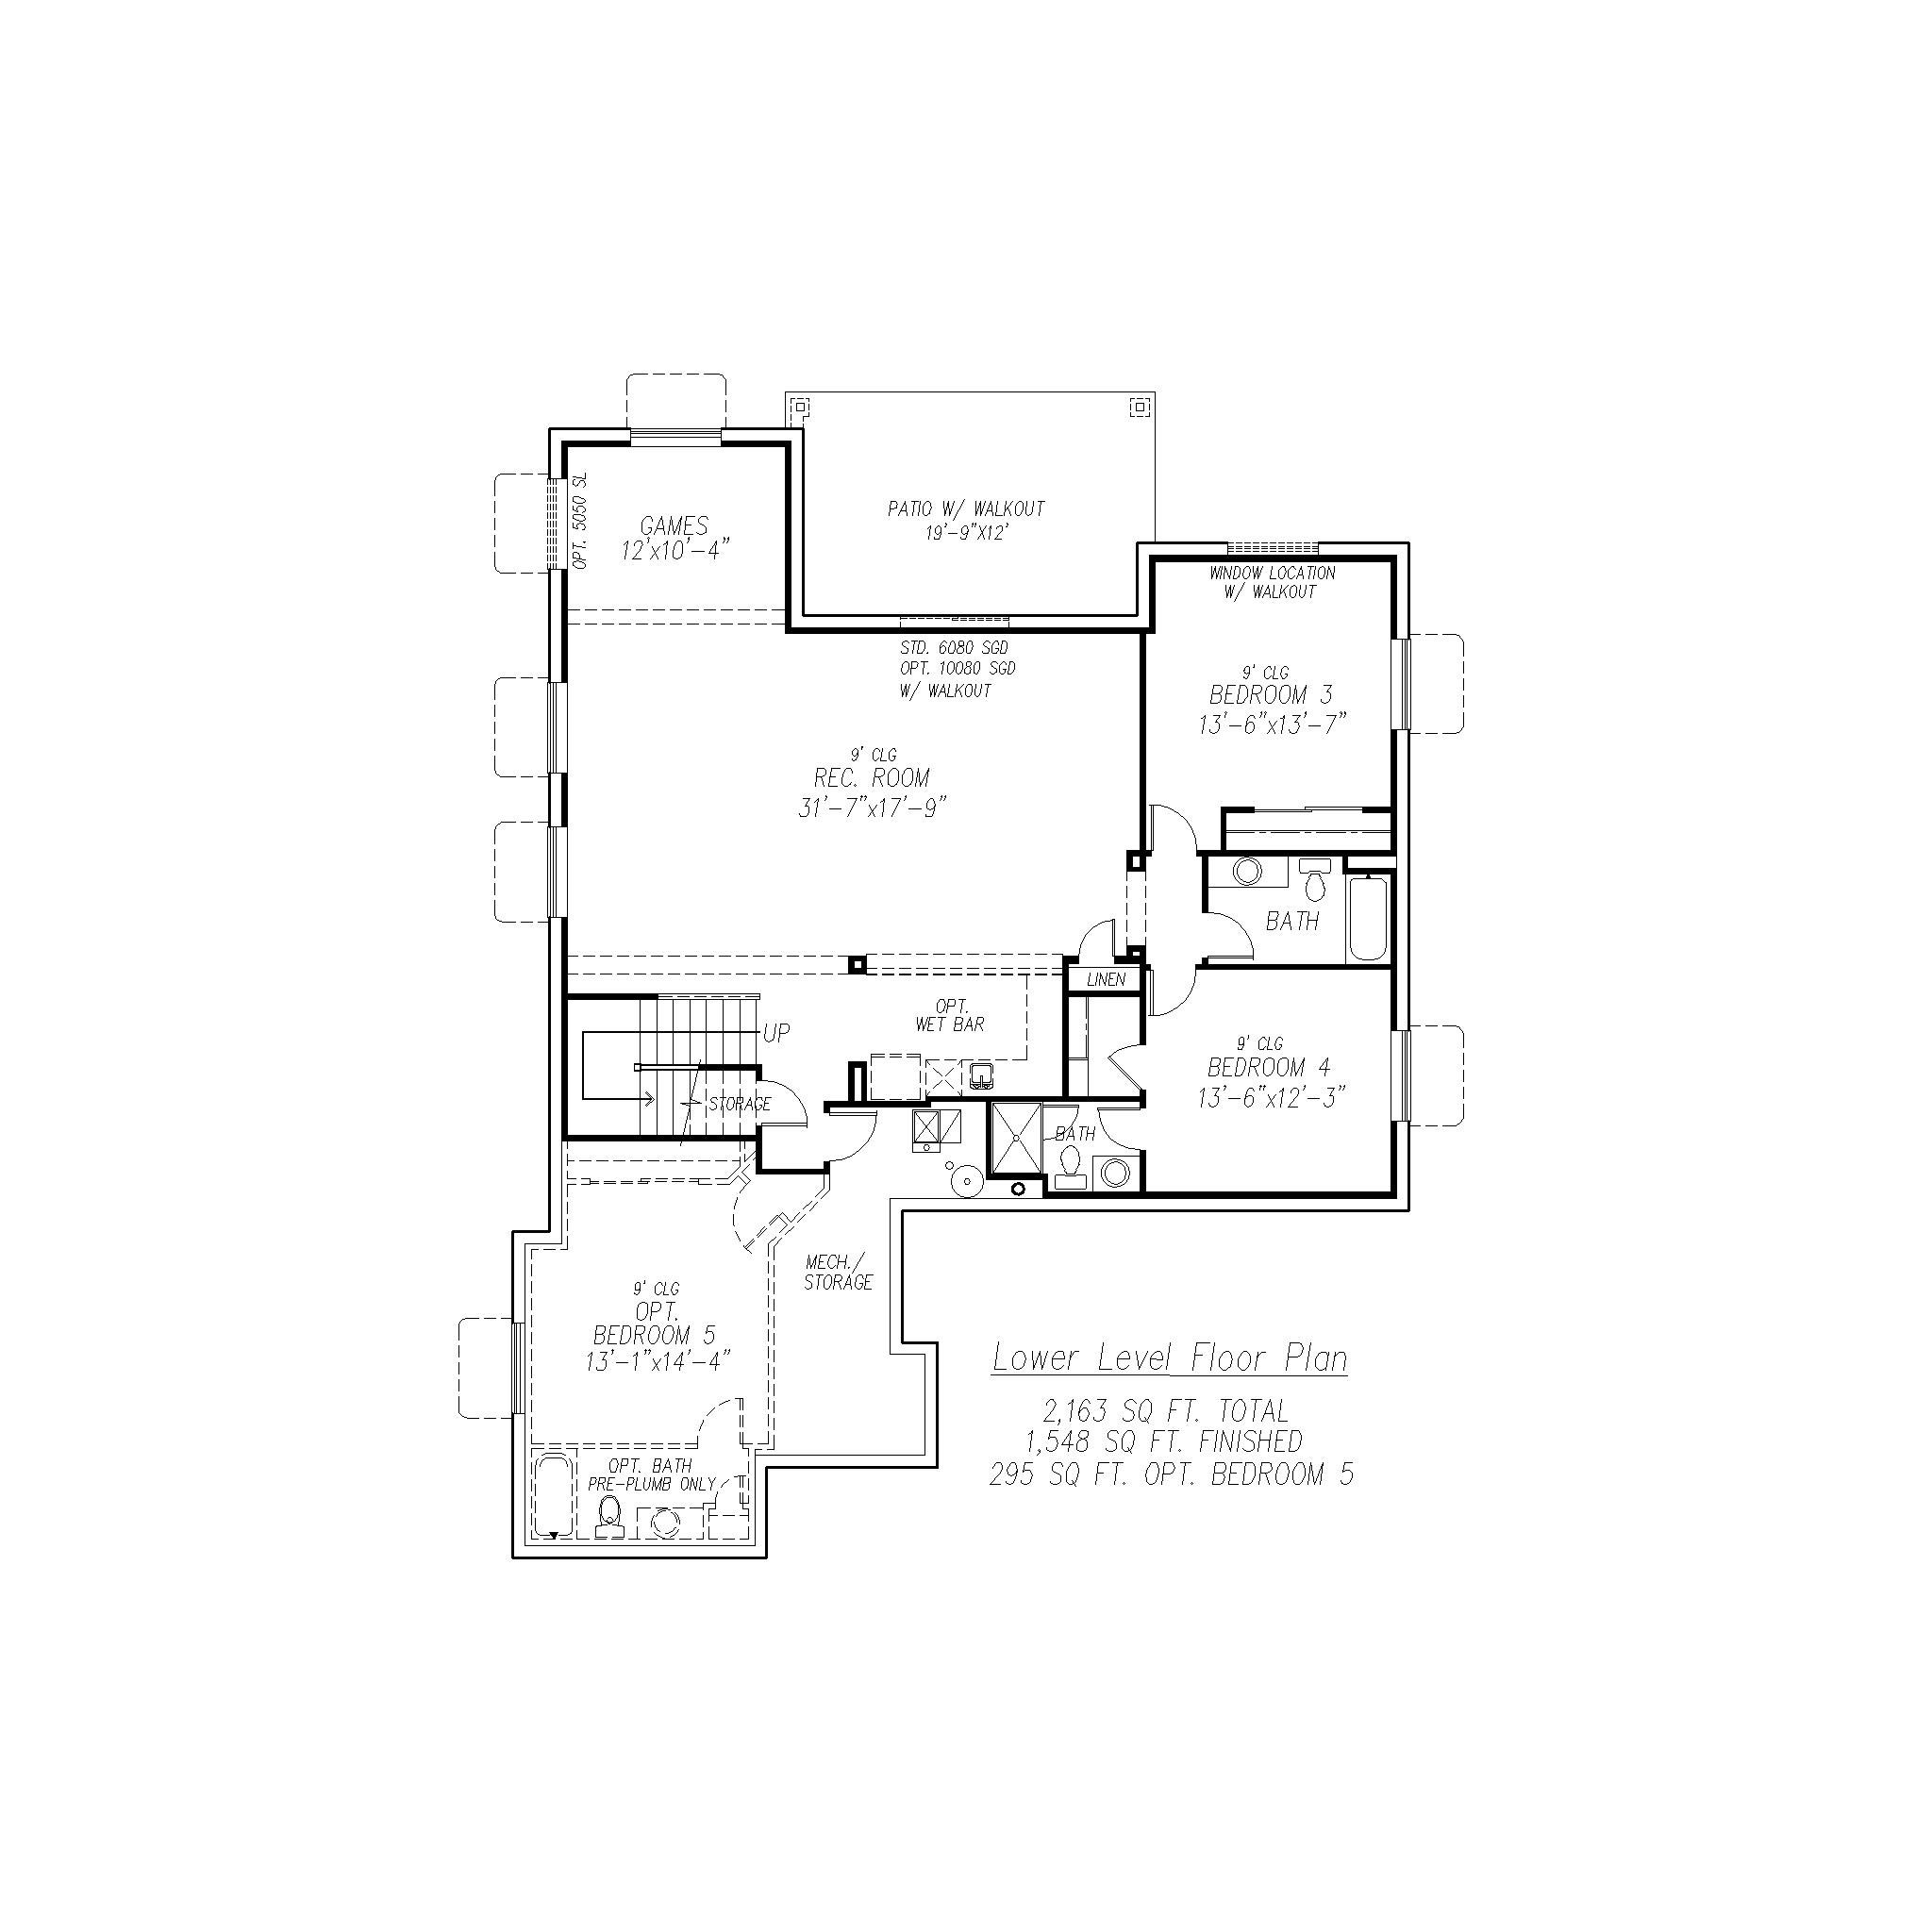 PATIO W/ WALKOUT
19'-9"X12'
OPT. 5050 SL
GAMES
12'x10'-4"
WINDOW LOCATION
W/ WALKOUT
STD. 6080 SGD
OPT. 10080 SGD
W/ WALKOUT
9' CLG
BEDROOM 3
13'-6"x13'-7"
9' CLG
REC. ROOM
31'-7"x17'-9"
BATH
LINEN
OPT.
WET BAR
UP
9' CLG
BEDROOM 4
13'-6"x12'-3"
STORAGE
BATH
MECH./
STORAGE
9' CLG
OPT.
BEDROOM 5
13'-1"x14'-4"
OPT. BATH
PRE-PLUMB ONLY
Lower Level Floor Plan
2,163 SQ FT. TOTAL
1,548 SQ FT. FINISHED
295 SQ FT. OPT. BEDROOM 5